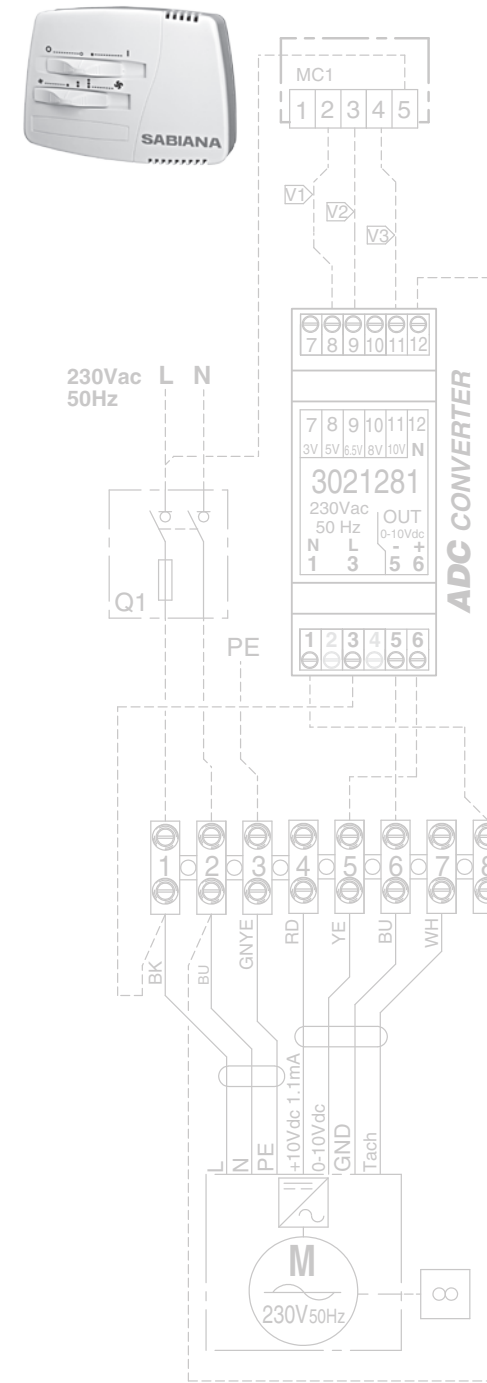 SABIANA
MC1
1 2 3 4 5
V1
V2
V3
7 8 9 10 11 12
230Vac L N
50Hz
7 8 9 10 11 12
3V 5V 6.5V 8V 10V N
3021281
230Vac
50 Hz
OUT
0-10Vdc
N L - +
1 3 5 6
ADC CONVERTER
Q1
PE
1 2 3 4 5 6
1 2 3 4 5 6 7 8
BK BU GNYE RD YE BU WH
L N PE +10Vdc 1.1mA 0-10Vdc GND Tach
M
230V50Hz